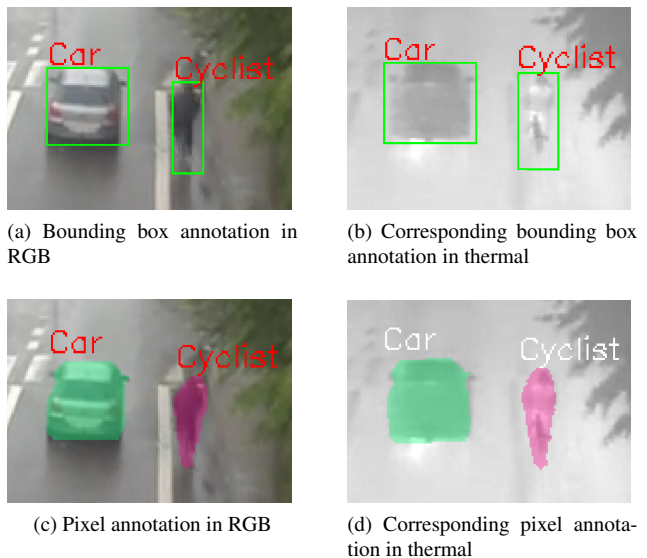 Car
Cyclist
Car
Cyclist
(a) Bounding box annotation in
RGB
(b) Corresponding bounding box
annotation in thermal
Car
Cyclist
Car
Cyclist
(c) Pixel annotation in RGB
(d) Corresponding pixel annota-
tion in thermal